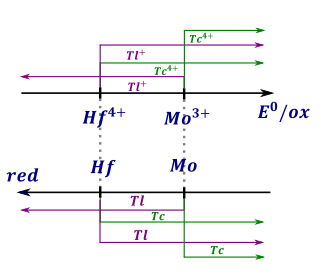 Tc⁴⁺
Tl⁺
Tc⁴⁺
Tl⁺
Hf⁴⁺ Mo³⁺ E⁰/ox
Hf Mo
red
Tl
Tc
Tl
Tc